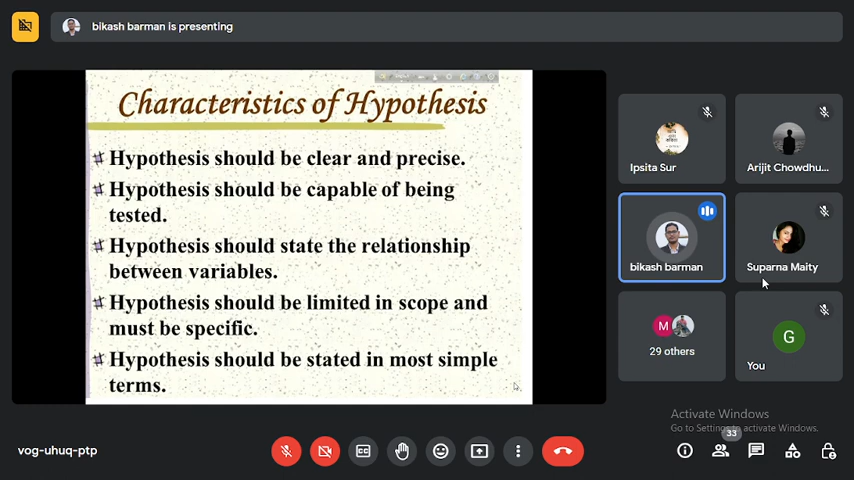 bikash barman is presenting
Characteristics of Hypothesis
Hypothesis should be clear and precise.
Hypothesis should be capable of being
tested.
Hypothesis should state the relationship
between variables.
Hypothesis should be limited in scope and
must be specific.
Hypothesis should be stated in most simple
terms.
Ipsita Sur
Arijit Chowdhu...
bikash barman
Suparna Maity
M
29 others
G
You
Activate Windows
Go to Settings to activate Windows.
vog-uhuq-ptp
33